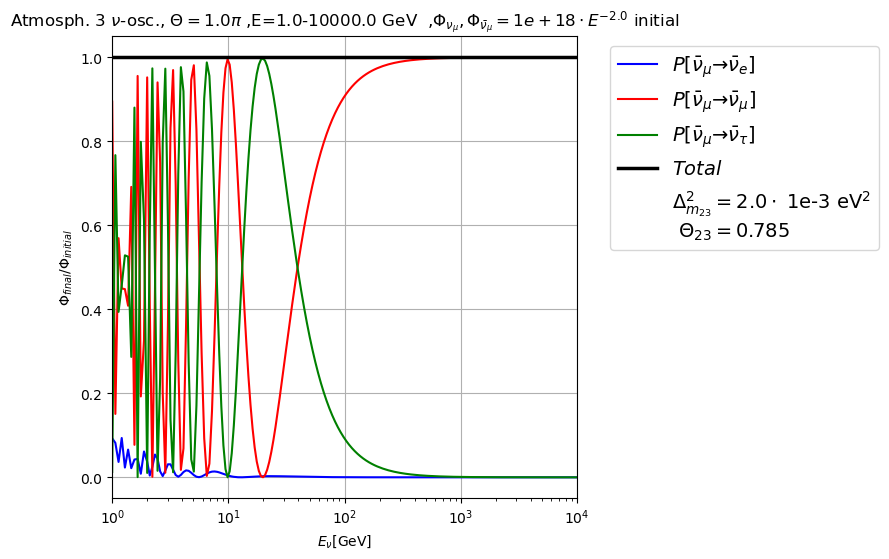 Atmosph. 3 ν-osc., Θ = 1.0π ,E=1.0-10000.0 GeV ,Φ_{ν_μ}, Φ_{ν̄_μ} = 1e + 18 · E^{−2.0} initial
1.0
0.8
0.6
0.4
0.2
0.0
Φ_{final}/Φ_{initial}
10^0
10^1
10^2
10^3
10^4
E_ν[GeV]
P[ν̄_μ→ν̄_e]
P[ν̄_μ→ν̄_μ]
P[ν̄_μ→ν̄_τ]
Total
Δ^2_{m_{23}} = 2.0 · 1e-3 eV^2
Θ_{23} = 0.785